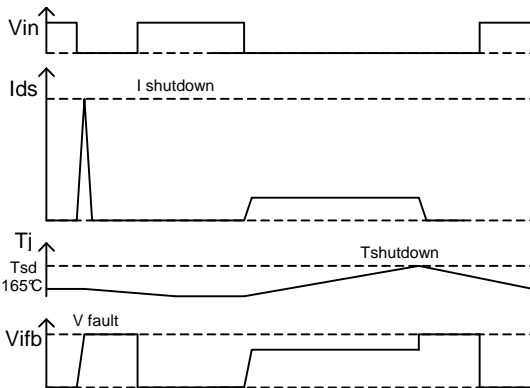 Vin
Ids
I shutdown
Tj
Tshutdown
Tsd
165°C
V fault
Vifb